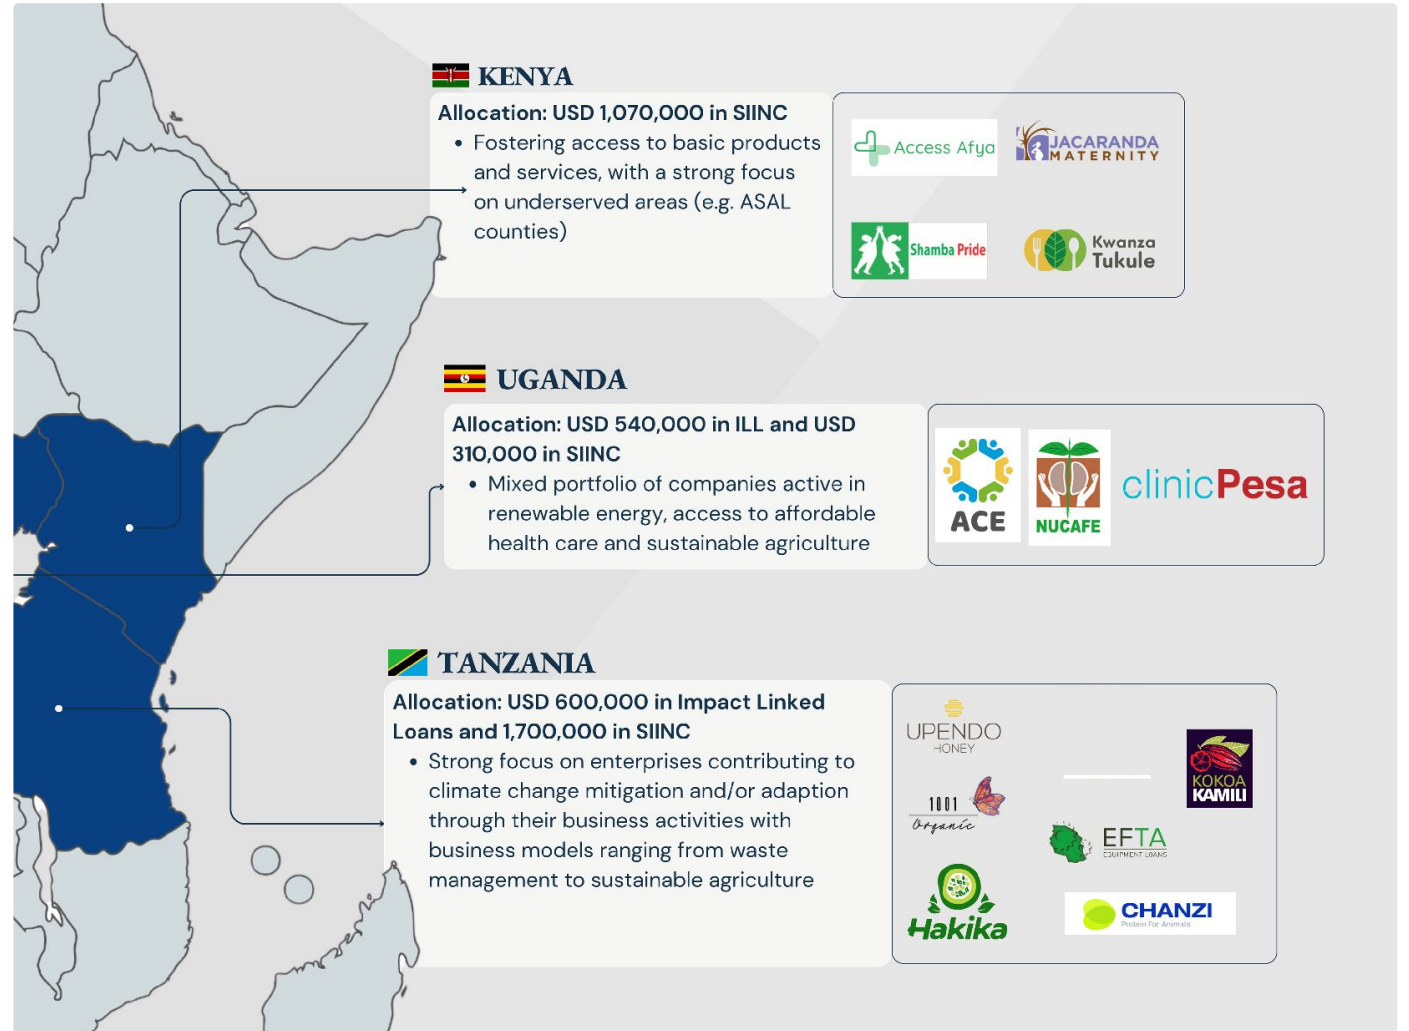 KENYA
Allocation: USD 1,070,000 in SIINC
• Fostering access to basic products
and services, with a strong focus
on underserved areas (e.g. ASAL
counties)
Access Afya
JACARANDA
MATERNITY
Shamba Pride
Kwanza
Tukule
UGANDA
Allocation: USD 540,000 in ILL and USD
310,000 in SIINC
• Mixed portfolio of companies active in
renewable energy, access to affordable
health care and sustainable agriculture
ACE
NUCAFE
clinicPesa
TANZANIA
Allocation: USD 600,000 in Impact Linked
Loans and 1,700,000 in SIINC
• Strong focus on enterprises contributing to
climate change mitigation and/or adaption
through their business activities with
business models ranging from waste
management to sustainable agriculture
UPENDO
HONEY
KOKOA
KAMILI
1001
Organic
EFTA
EQUIPMENT LOANS
Hakika
CHANZI
Protein For Animals